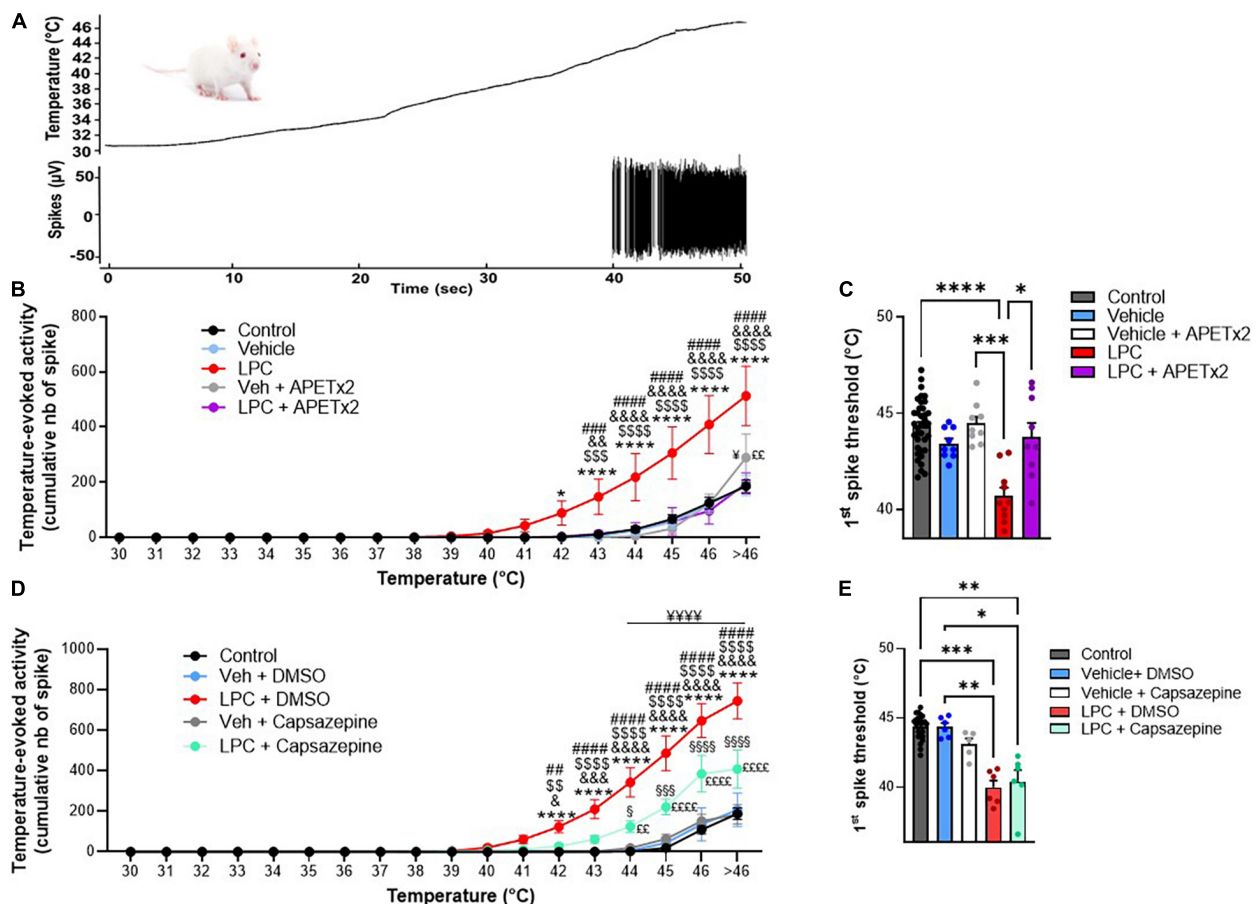 A
Temperature (°C)
46
44
42
40
38
36
34
32
30
Spikes (µV)
50
0
-50
0 10 20 30 40 50
Time (sec)
B
Temperature-evoked activity
(cumulative nb of spike)
800
600
400
200
0
Control
Vehicle
LPC
Veh + APETx2
LPC + APETx2
*
###
&&
$$$
****
####
&&&&
$$$$
****
####
&&&&
$$$$
****
####
&&&&
$$$$
****
####
&&&&
$$$$
****
¥ ££
30 31 32 33 34 35 36 37 38 39 40 41 42 43 44 45 46 >46
Temperature (°C)
C
1st spike threshold (°C)
50
45
40
**** *
***
Control
Vehicle
Vehicle + APETx2
LPC
LPC + APETx2
D
Temperature-evoked activity
(cumulative nb of spike)
1000
800
600
400
200
0
Control
Veh + DMSO
LPC + DMSO
Veh + Capsazepine
LPC + Capsazepine
¥¥¥¥
##
$$
&
****
####
$$$$
&&&
****
####
$$$$
&&&&
****
####
$$$$
&&&&
****
####
$$$$
&&&&
****
####
$$$$
&&&&
****
§
££
§§§
££££
§§§§
££££
§§§§
££££
30 31 32 33 34 35 36 37 38 39 40 41 42 43 44 45 46 >46
Temperature (°C)
E
1st spike threshold (°C)
50
45
40
**
*
***
**
Control
Vehicle+ DMSO
Vehicle + Capsazepine
LPC + DMSO
LPC + Capsazepine